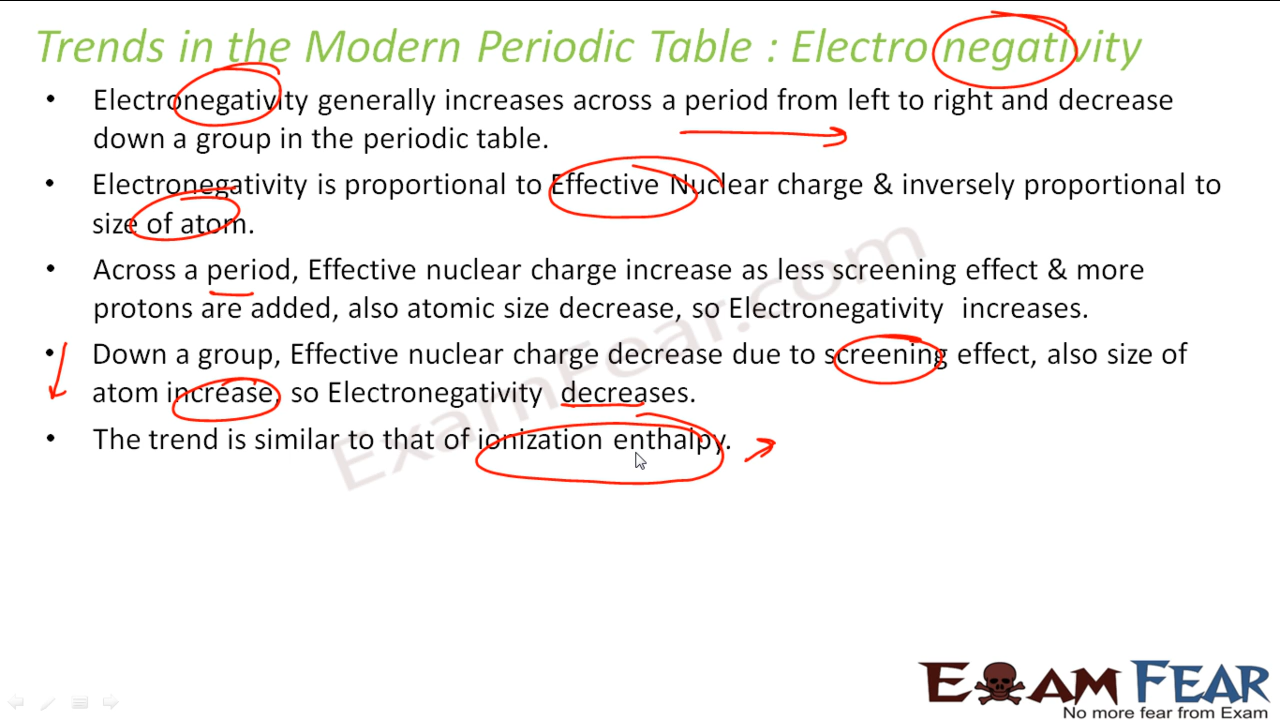 Trends in the Modern Periodic Table : Electro negativity
• Electronegativity generally increases across a period from left to right and decrease
down a group in the periodic table.
• Electronegativity is proportional to Effective Nuclear charge & inversely proportional to
size of atom.
• Across a period, Effective nuclear charge increase as less screening effect & more
protons are added, also atomic size decrease, so Electronegativity increases.
• Down a group, Effective nuclear charge decrease due to screening effect, also size of
atom increase, so Electronegativity decreases.
• The trend is similar to that of ionization enthalpy.
ExamFear.com
EXAM FEAR
No more fear from Exam